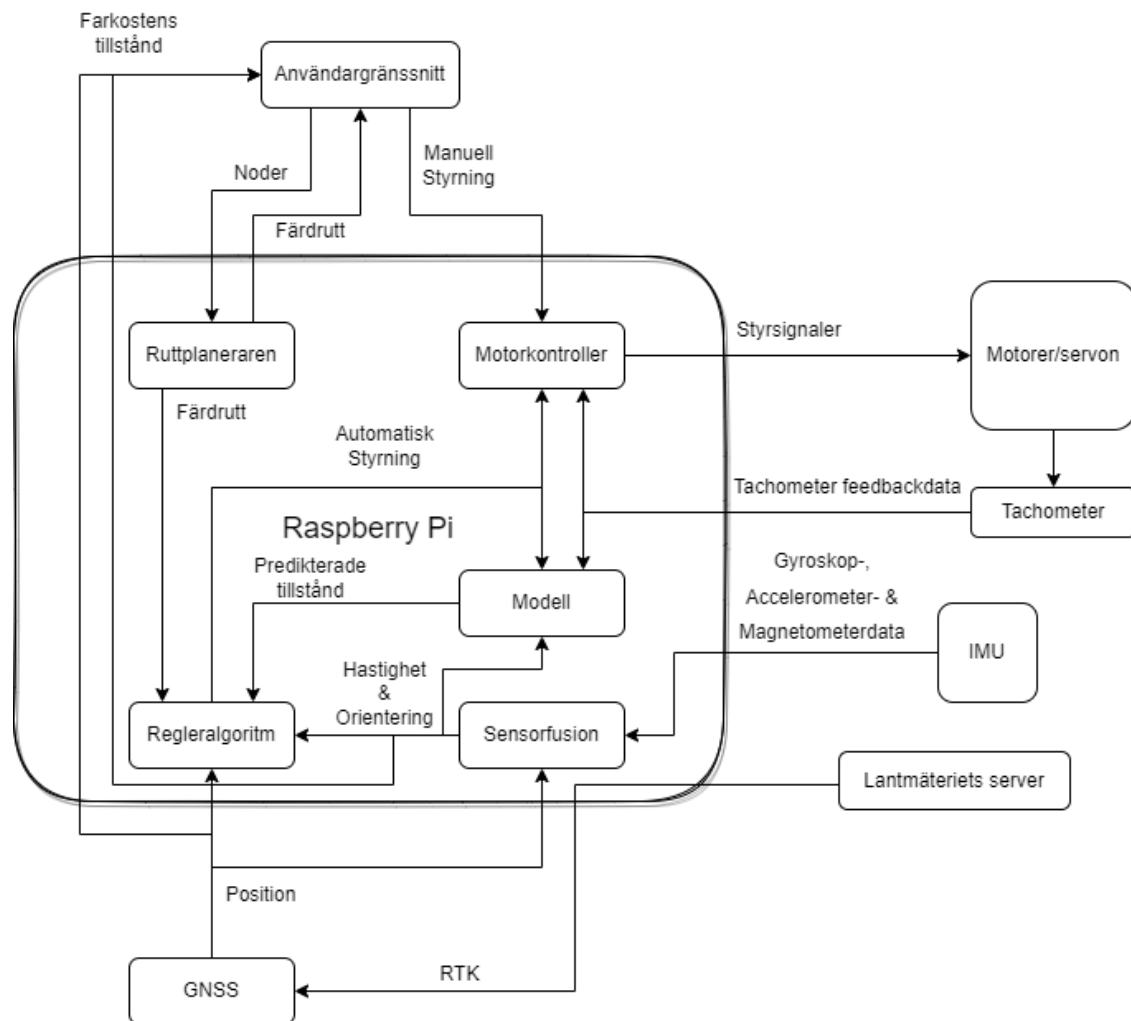 Farkostens
tillstånd
Användargränssnitt
Noder
Manuell
Styrning
Färdrutt
Ruttplaneraren
Motorkontroller
Styrsignaler
Motorer/servon
Färdrutt
Automatisk
Styrning
Tachometer feedbackdata
Tachometer
Raspberry Pi
Predikterade
tillstånd
Modell
Gyroskop-,
Accelerometer- &
Magnetometerdata
IMU
Hastighet
&
Orientering
Regleralgoritm
Sensorfusion
Lantmäteriets server
Position
GNSS
RTK